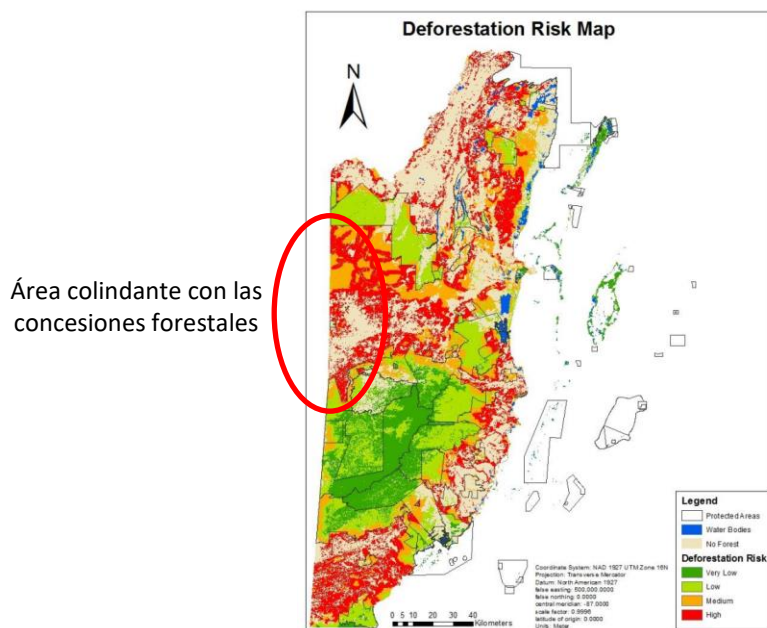 Deforestation Risk Map
N
Área colindante con las
concesiones forestales
Legend
Protected Areas
Water Bodies
No Forest
Deforestation Risk
Very Low
Low
Medium
High
Coordinate System: NAD 1927 UTM Zone 16N
Projection: Transverse Mercator
Datum: North American 1927
false easting: 500,000.0000
false northing: 0.0000
central meridian: -87.0000
scale factor: 0.9996
latitude of origin: 0.0000
Units: Meter
0 5 10 20 30 40
Kilometers